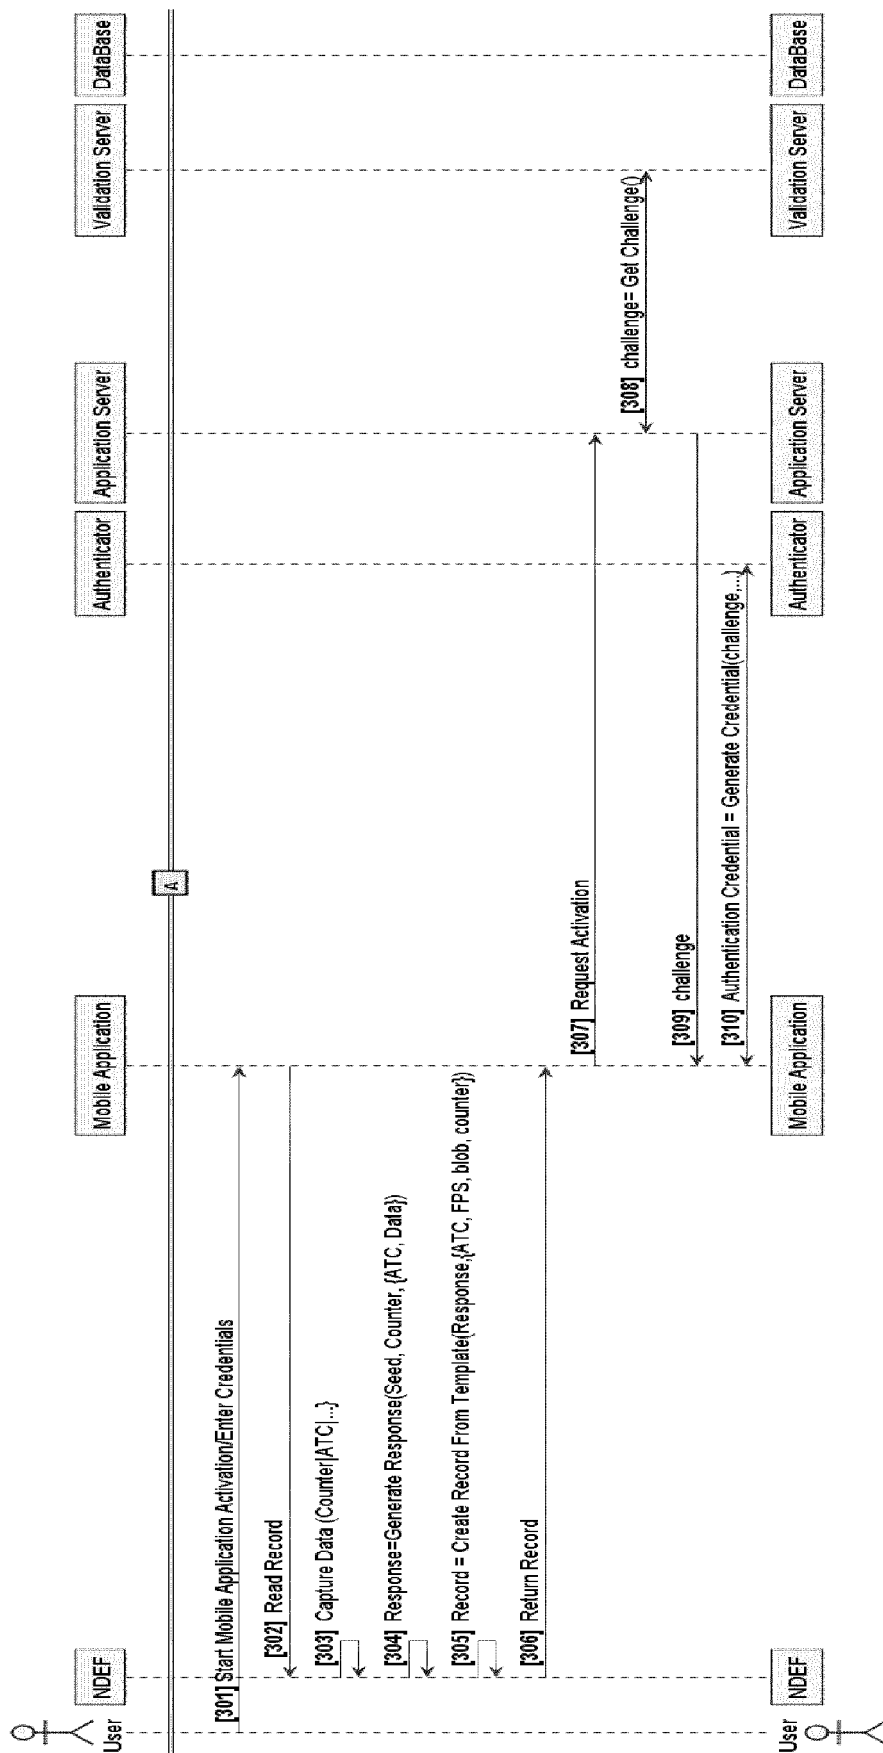 User
NDEF
Mobile Application
Authenticator
Application Server
Validation Server
DataBase
A
[301] Start Mobile Application Activation/Enter Credentials
[302] Read Record
[303] Capture Data (Counter|ATC|...}
[304] Response=Generate Response(Seed, Counter, {ATC, Data})
[305] Record = Create Record From Template(Response,{ATC, FPS, blob, counter})
[306] Return Record
[307] Request Activation
[308] challenge= Get Challenge()
[309] challenge
[310] Authentication Credential = Generate Credential(challenge,...)
User
NDEF
Mobile Application
Authenticator
Application Server
Validation Server
DataBase